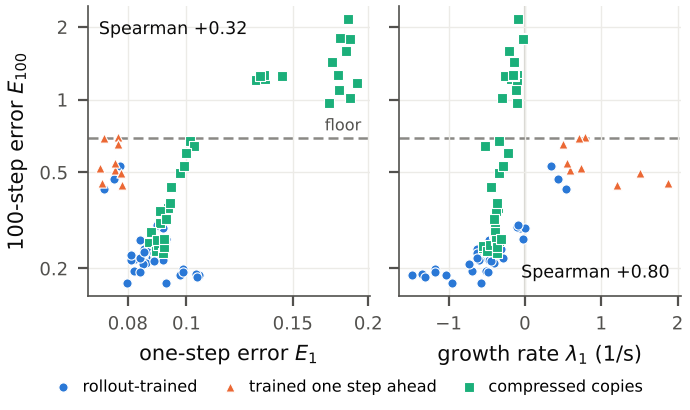 Spearman +0.32
floor
Spearman +0.80
100-step error E100
2
1
0.5
0.2
0.08
0.1
0.15
0.2
−1
0
1
2
one-step error E1
growth rate λ1 (1/s)
rollout-trained
trained one step ahead
compressed copies